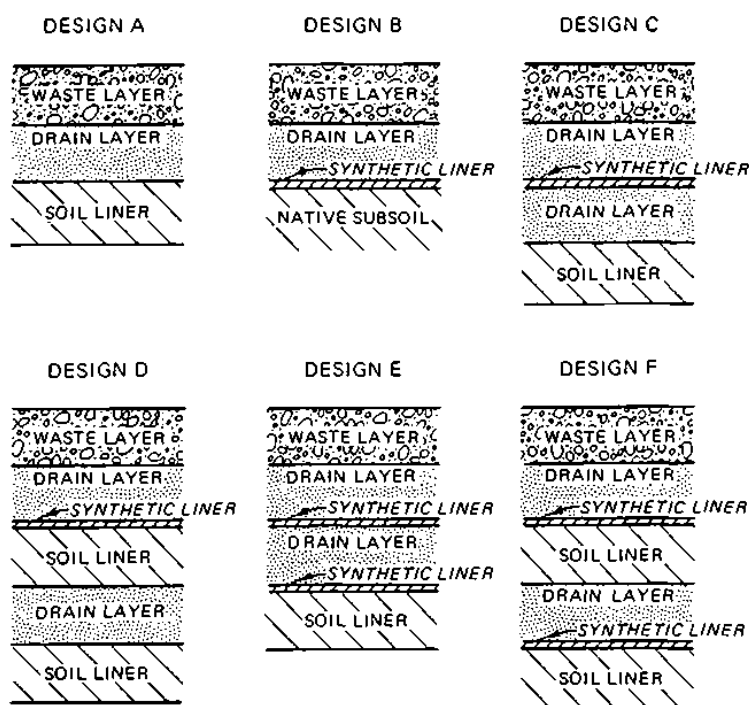 DESIGN A
WASTE LAYER
DRAIN LAYER
SOIL LINER
DESIGN B
WASTE LAYER
DRAIN LAYER
SYNTHETIC LINER
NATIVE SUBSOIL
DESIGN C
WASTE LAYER
DRAIN LAYER
SYNTHETIC LINER
DRAIN LAYER
SOIL LINER
DESIGN D
WASTE LAYER
DRAIN LAYER
SYNTHETIC LINER
SOIL LINER
DRAIN LAYER
SOIL LINER
DESIGN E
WASTE LAYER
DRAIN LAYER
SYNTHETIC LINER
DRAIN LAYER
SYNTHETIC LINER
SOIL LINER
DESIGN F
WASTE LAYER
DRAIN LAYER
SYNTHETIC LINER
SOIL LINER
DRAIN LAYER
SYNTHETIC LINER
SOIL LINER